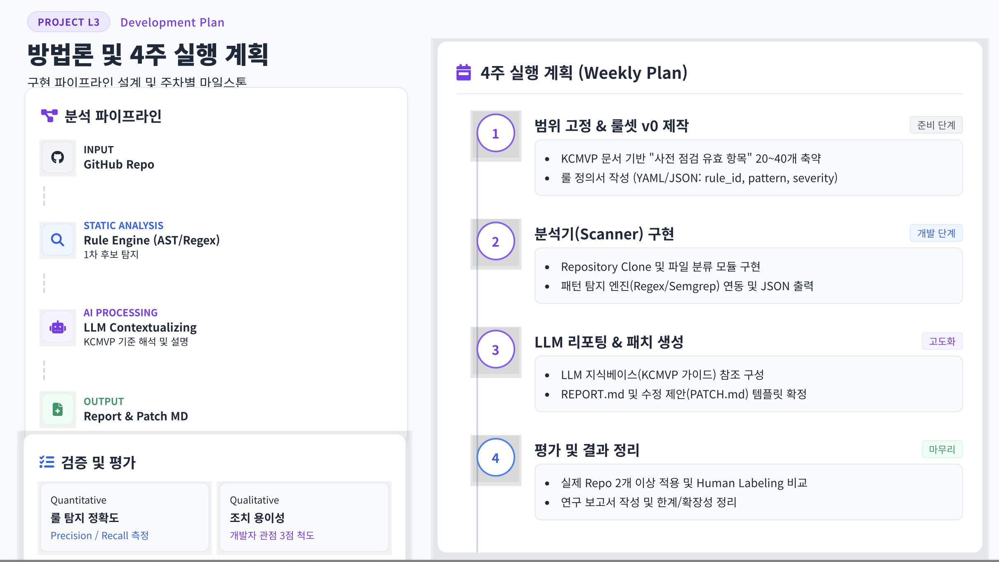 PROJECT L3
Development Plan
방법론 및 4주 실행 계획
구현 파이프라인 설계 및 주차별 마일스톤
분석 파이프라인
INPUT
GitHub Repo
STATIC ANALYSIS
Rule Engine (AST/Regex)
1차 후보 탐지
AI PROCESSING
LLM Contextualizing
KCMVP 기준 해석 및 설명
OUTPUT
Report & Patch MD
검증 및 평가
Quantitative
룰 탐지 정확도
Precision / Recall 측정
Qualitative
조치 용이성
개발자 관점 3점 척도
4주 실행 계획 (Weekly Plan)
1
범위 고정 & 룰셋 v0 제작
준비 단계
• KCMVP 문서 기반 "사전 점검 유효 항목" 20~40개 축약
• 룰 정의서 작성 (YAML/JSON: rule_id, pattern, severity)
2
분석기(Scanner) 구현
개발 단계
• Repository Clone 및 파일 분류 모듈 구현
• 패턴 탐지 엔진(Regex/Semgrep) 연동 및 JSON 출력
3
LLM 리포팅 & 패치 생성
고도화
• LLM 지식베이스(KCMVP 가이드) 참조 구성
• REPORT.md 및 수정 제안(PATCH.md) 템플릿 확정
4
평가 및 결과 정리
마무리
• 실제 Repo 2개 이상 적용 및 Human Labeling 비교
• 연구 보고서 작성 및 한계/확장성 정리